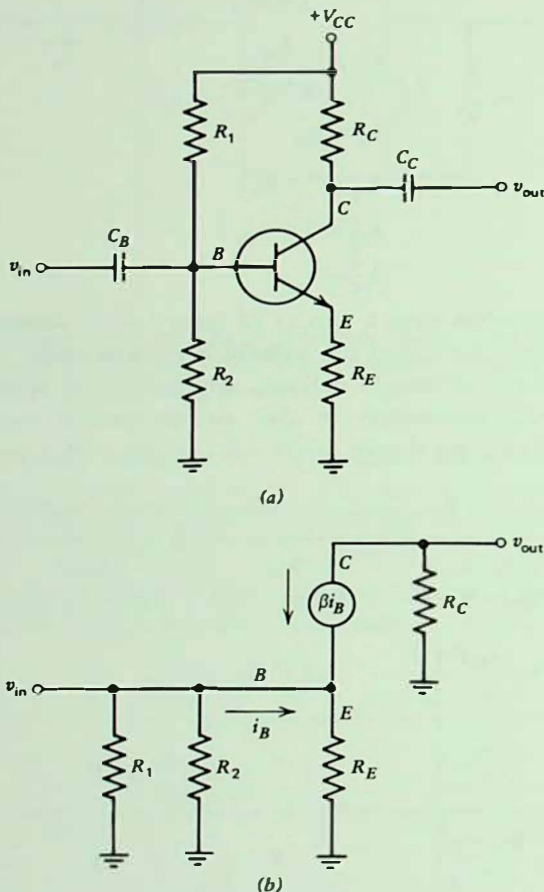 +V_CC
R_1
R_C
C_C
v_out
C
C_B
B
v_in
E
R_2
R_E
(a)
v_out
C
βi_B
R_C
B
v_in
E
i_B
R_1
R_2
R_E
(b)